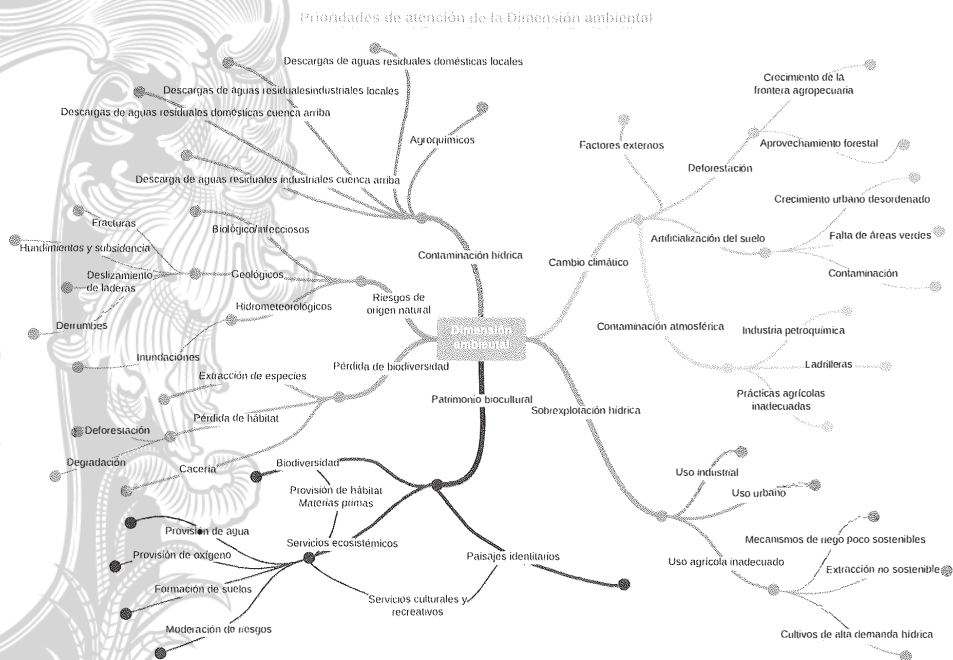 Prioridades de atención de la Dimensión ambiental
Descargas de aguas residuales domésticas locales
Descargas de aguas residualesindustriales locales
Descargas de aguas residuales domésticas cuenca arriba
Agroquímicos
Descarga de aguas residuales industriales cuenca arriba
Contaminación hídrica
Crecimiento de la
frontera agropecuaria
Factores externos
Aprovechamiento forestal
Deforestación
Crecimiento urbano desordenado
Artificialización del suelo
Falta de áreas verdes
Cambio climático
Contaminación
Contaminación atmosférica
Industria petroquímica
Ladrilleras
Prácticas agrícolas
inadecuadas
Fracturas
Biológico/infecciosos
Hundimientos y subsidencia
Deslizamiento
de laderas
Geológicos
Riesgos de
origen natural
Hidrometeorológicos
Derrumbes
Inundaciones
Dimensión
ambiental
Pérdida de biodiversidad
Extracción de especies
Pérdida de hábitat
Deforestación
Degradación
Cacería
Patrimonio biocultural
Sobrexplotación hídrica
Biodiversidad
Provisión de hábitat
Materias primas
Provisión de agua
Servicios ecosistémicos
Provisión de oxígeno
Paisajes identitarios
Formación de suelos
Servicios culturales y
recreativos
Moderación de riesgos
Uso industrial
Uso urbano
Mecanismos de riego poco sostenibles
Uso agrícola inadecuado
Extracción no sostenible
Cultivos de alta demanda hídrica